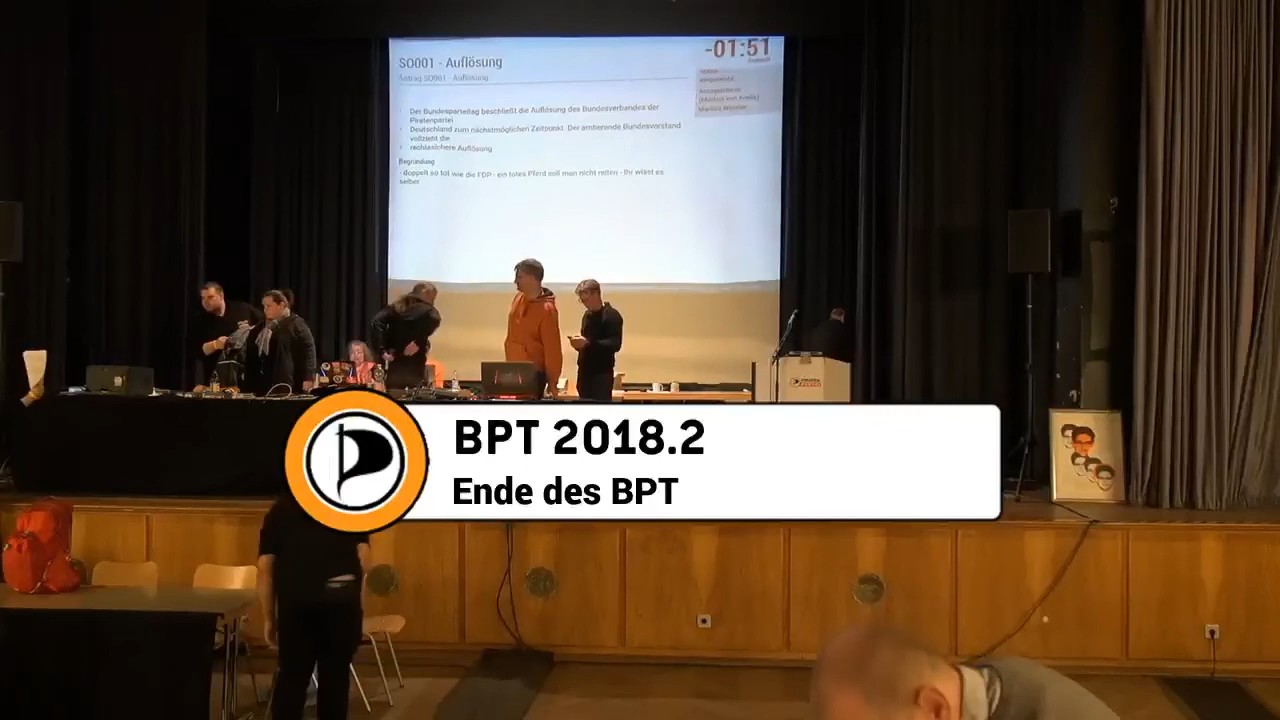 SO001 - Auflösung
Antrag SO001 - Auflösung
-01:51
Der Bundesparteitag beschließt die Auflösung des Bundesverbandes der
Piratenpartei
Deutschland zum nächstmöglichen Zeitpunkt. Der amtierende Bundesvorstand
vollzieht die
rechtssichere Auflösung
Begründung
- doppelt so tot wie die FDP - ein totes Pferd soll man nicht reiten - Ihr wisst es
selber
BPT 2018.2
Ende des BPT